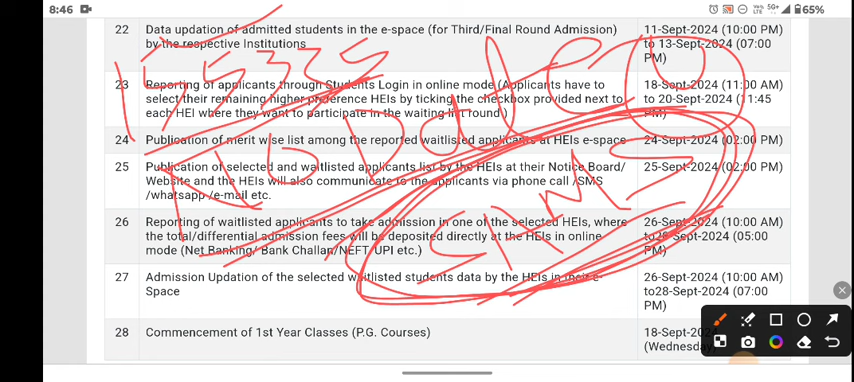 8:46 65%
22 Data updation of admitted students in the e-space (for Third/Final Round Admission) 11-Sept-2024 (10:00 PM)
by the respective Institutions to 13-Sept-2024 (07:00
PM)
23 Reporting of applicants through Students Login in online mode (Applicants have to 18-Sept-2024 (11:00 AM)
select their remaining higher preference HEIs by ticking the checkbox provided next to to 20-Sept-2024 (11:45
each HEI where they want to participate in the waiting list round.) PM)
24 Publication of merit wise list among the reported waitlisted applicants at HEIs e-space 24-Sept-2024 (02:00 PM)
25 Publication of selected and waitlisted applicants list by the HEIs at their Notice Board/ 25-Sept-2024 (02:00 PM)
Website and the HEIs will also communicate to the applicants via phone call /SMS
/whatsapp /e-mail etc.
26 Reporting of waitlisted applicants to take admission in one of the selected HEIs, where 26-Sept-2024 (10:00 AM)
the total/differential admission fees will be deposited directly at the HEIs in online to28-Sept-2024 (05:00
mode (Net Banking/ Bank Challan/NEFT/UPI etc.) PM)
27 Admission Updation of the selected waitlisted students data by the HEIs in their e- 26-Sept-2024 (10:00 AM)
Space to28-Sept-2024 (07:00
PM)
28 Commencement of 1st Year Classes (P.G. Courses) 18-Sept-2024
(Wednesday)